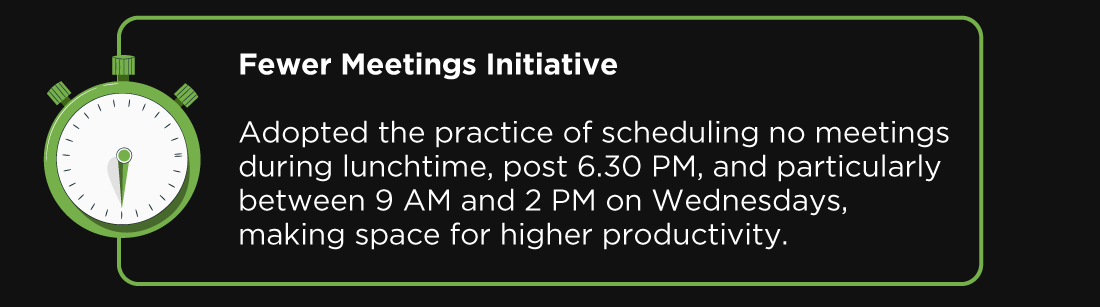 Fewer Meetings Initiative
Adopted the practice of scheduling no meetings
during lunchtime, post 6.30 PM, and particularly
between 9 AM and 2 PM on Wednesdays,
making space for higher productivity.